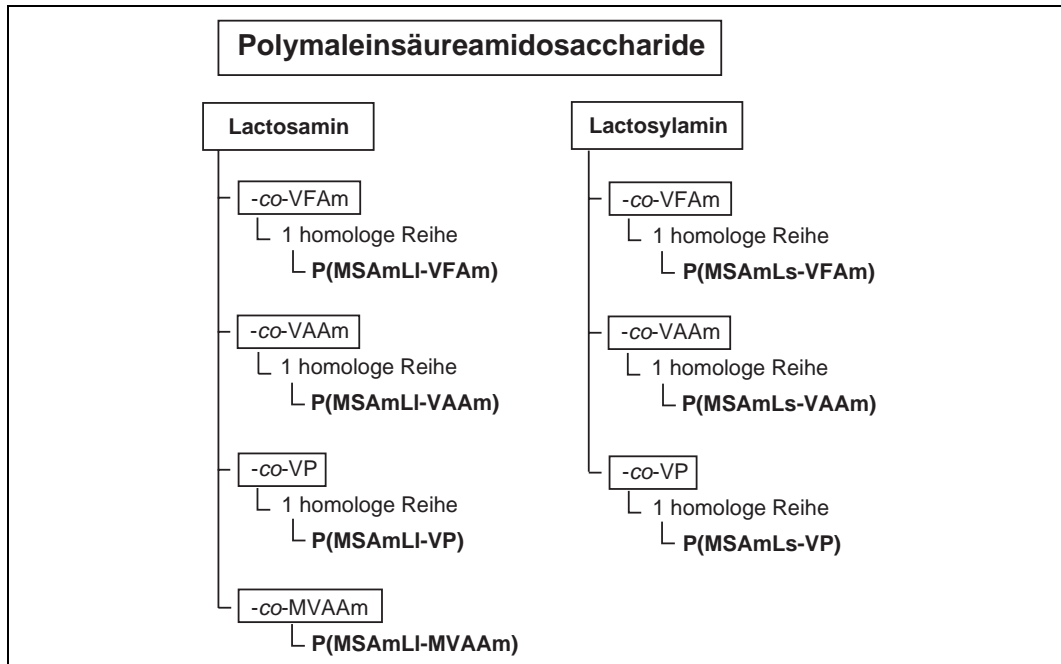 Polymaleinsäureamidosaccharide
Lactosamin
-co-VFAm
1 homologe Reihe
P(MSAmLl-VFAm)
-co-VAAm
1 homologe Reihe
P(MSAmLl-VAAm)
-co-VP
1 homologe Reihe
P(MSAmLl-VP)
-co-MVAAm
P(MSAmLl-MVAAm)
Lactosylamin
-co-VFAm
1 homologe Reihe
P(MSAmLs-VFAm)
-co-VAAm
1 homologe Reihe
P(MSAmLs-VAAm)
-co-VP
1 homologe Reihe
P(MSAmLs-VP)